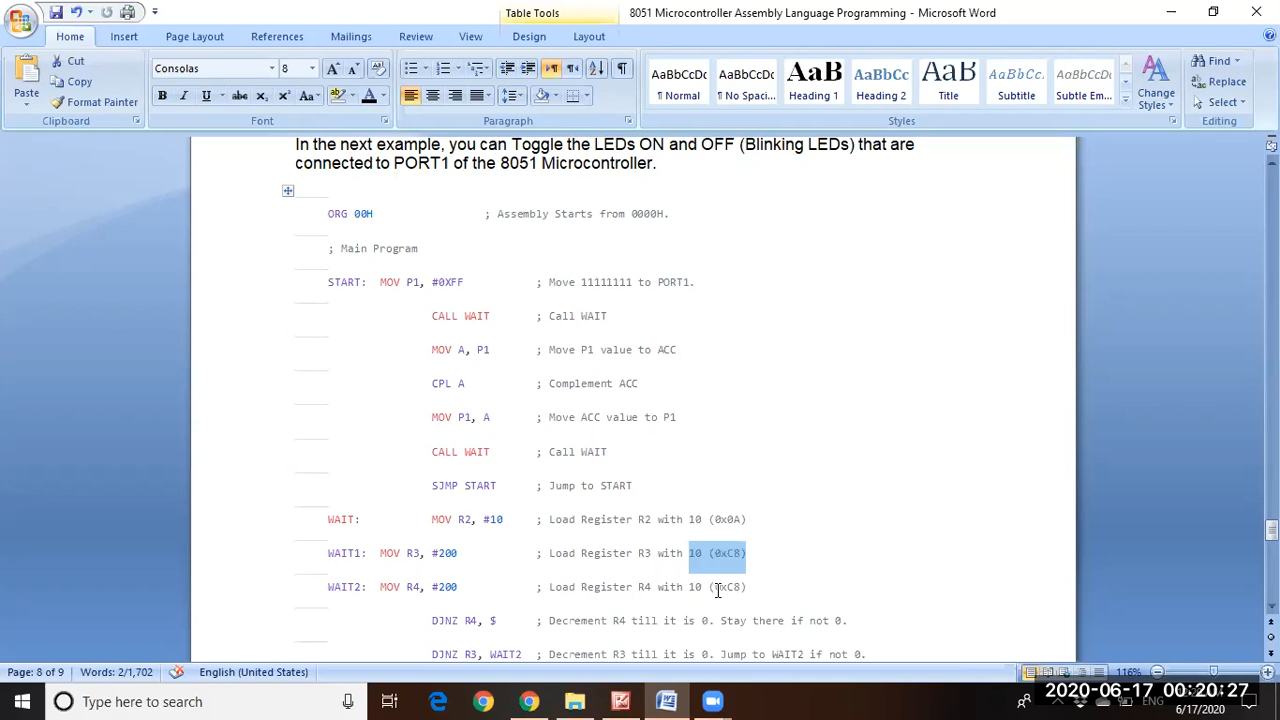 Table Tools
8051 Microcontroller Assembly Language Programming - Microsoft Word
Home Insert Page Layout References Mailings Review View Design Layout
Paste
Cut
Copy
Format Painter
Clipboard
Consolas 8
Font
Paragraph
AaBbCcDc AaBbCcDc AaB AaBbCc AaB AaBbCc. AaBbCcDc
¶ Normal ¶ No Spaci... Heading 1 Heading 2 Title Subtitle Subtle Em...
Change
Styles
Styles
Find
Replace
Select
Editing
In the next example, you can Toggle the LEDs ON and OFF (Blinking LEDs) that are
connected to PORT1 of the 8051 Microcontroller.
ORG 00H ; Assembly Starts from 0000H.
; Main Program
START: MOV P1, #0XFF ; Move 11111111 to PORT1.
CALL WAIT ; Call WAIT
MOV A, P1 ; Move P1 value to ACC
CPL A ; Complement ACC
MOV P1, A ; Move ACC value to P1
CALL WAIT ; Call WAIT
SJMP START ; Jump to START
WAIT: MOV R2, #10 ; Load Register R2 with 10 (0x0A)
WAIT1: MOV R3, #200 ; Load Register R3 with 10 (0xC8)
WAIT2: MOV R4, #200 ; Load Register R4 with 10 (0xC8)
DJNZ R4, $ ; Decrement R4 till it is 0. Stay there if not 0.
DJNZ R3, WAIT2 ; Decrement R3 till it is 0. Jump to WAIT2 if not 0.
Page: 8 of 9 Words: 2/1,702 English (United States) 116%
Type here to search
ENG
2020-06-17 00:20:27
6/17/2020